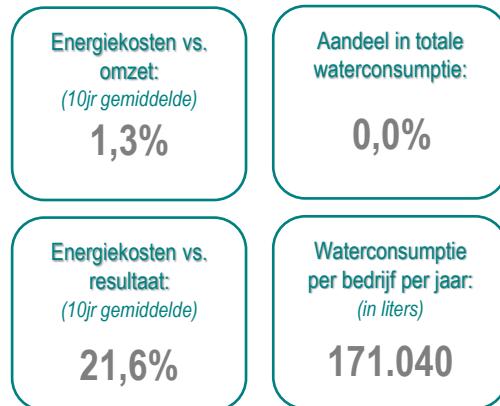 Energiekosten vs.
omzet:
(10jr gemiddelde)
1,3%
Aandeel in totale
waterconsumptie:
0,0%
Energiekosten vs.
resultaat:
(10jr gemiddelde)
21,6%
Waterconsumptie
per bedrijf per jaar:
(in liters)
171.040